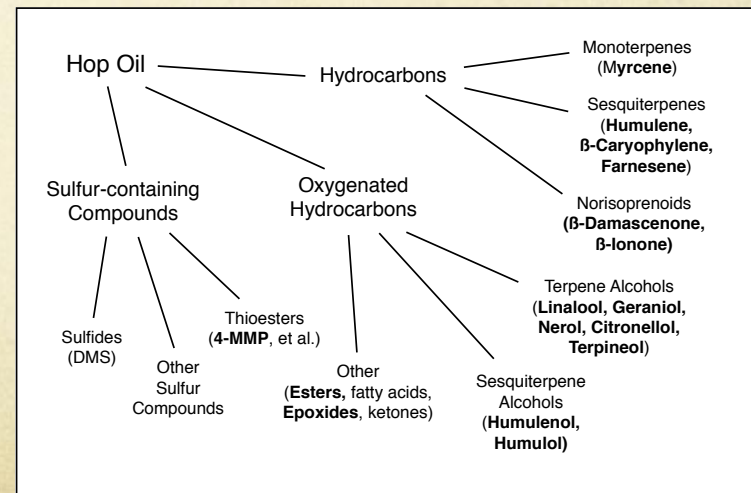 Hop Oil
Hydrocarbons
Monoterpenes
(Myrcene)
Sesquiterpenes
(Humulene,
ß-Caryophylene,
Farnesene)
Norisoprenoids
(ß-Damascenone,
ß-Ionone)
Sulfur-containing
Compounds
Oxygenated
Hydrocarbons
Sulfides
(DMS)
Other
Sulfur
Compounds
Thioesters
(4-MMP, et al.)
Other
(Esters, fatty acids,
Epoxides, ketones)
Sesquiterpene
Alcohols
(Humulenol,
Humulol)
Terpene Alcohols
(Linalool, Geraniol,
Nerol, Citronellol,
Terpineol)